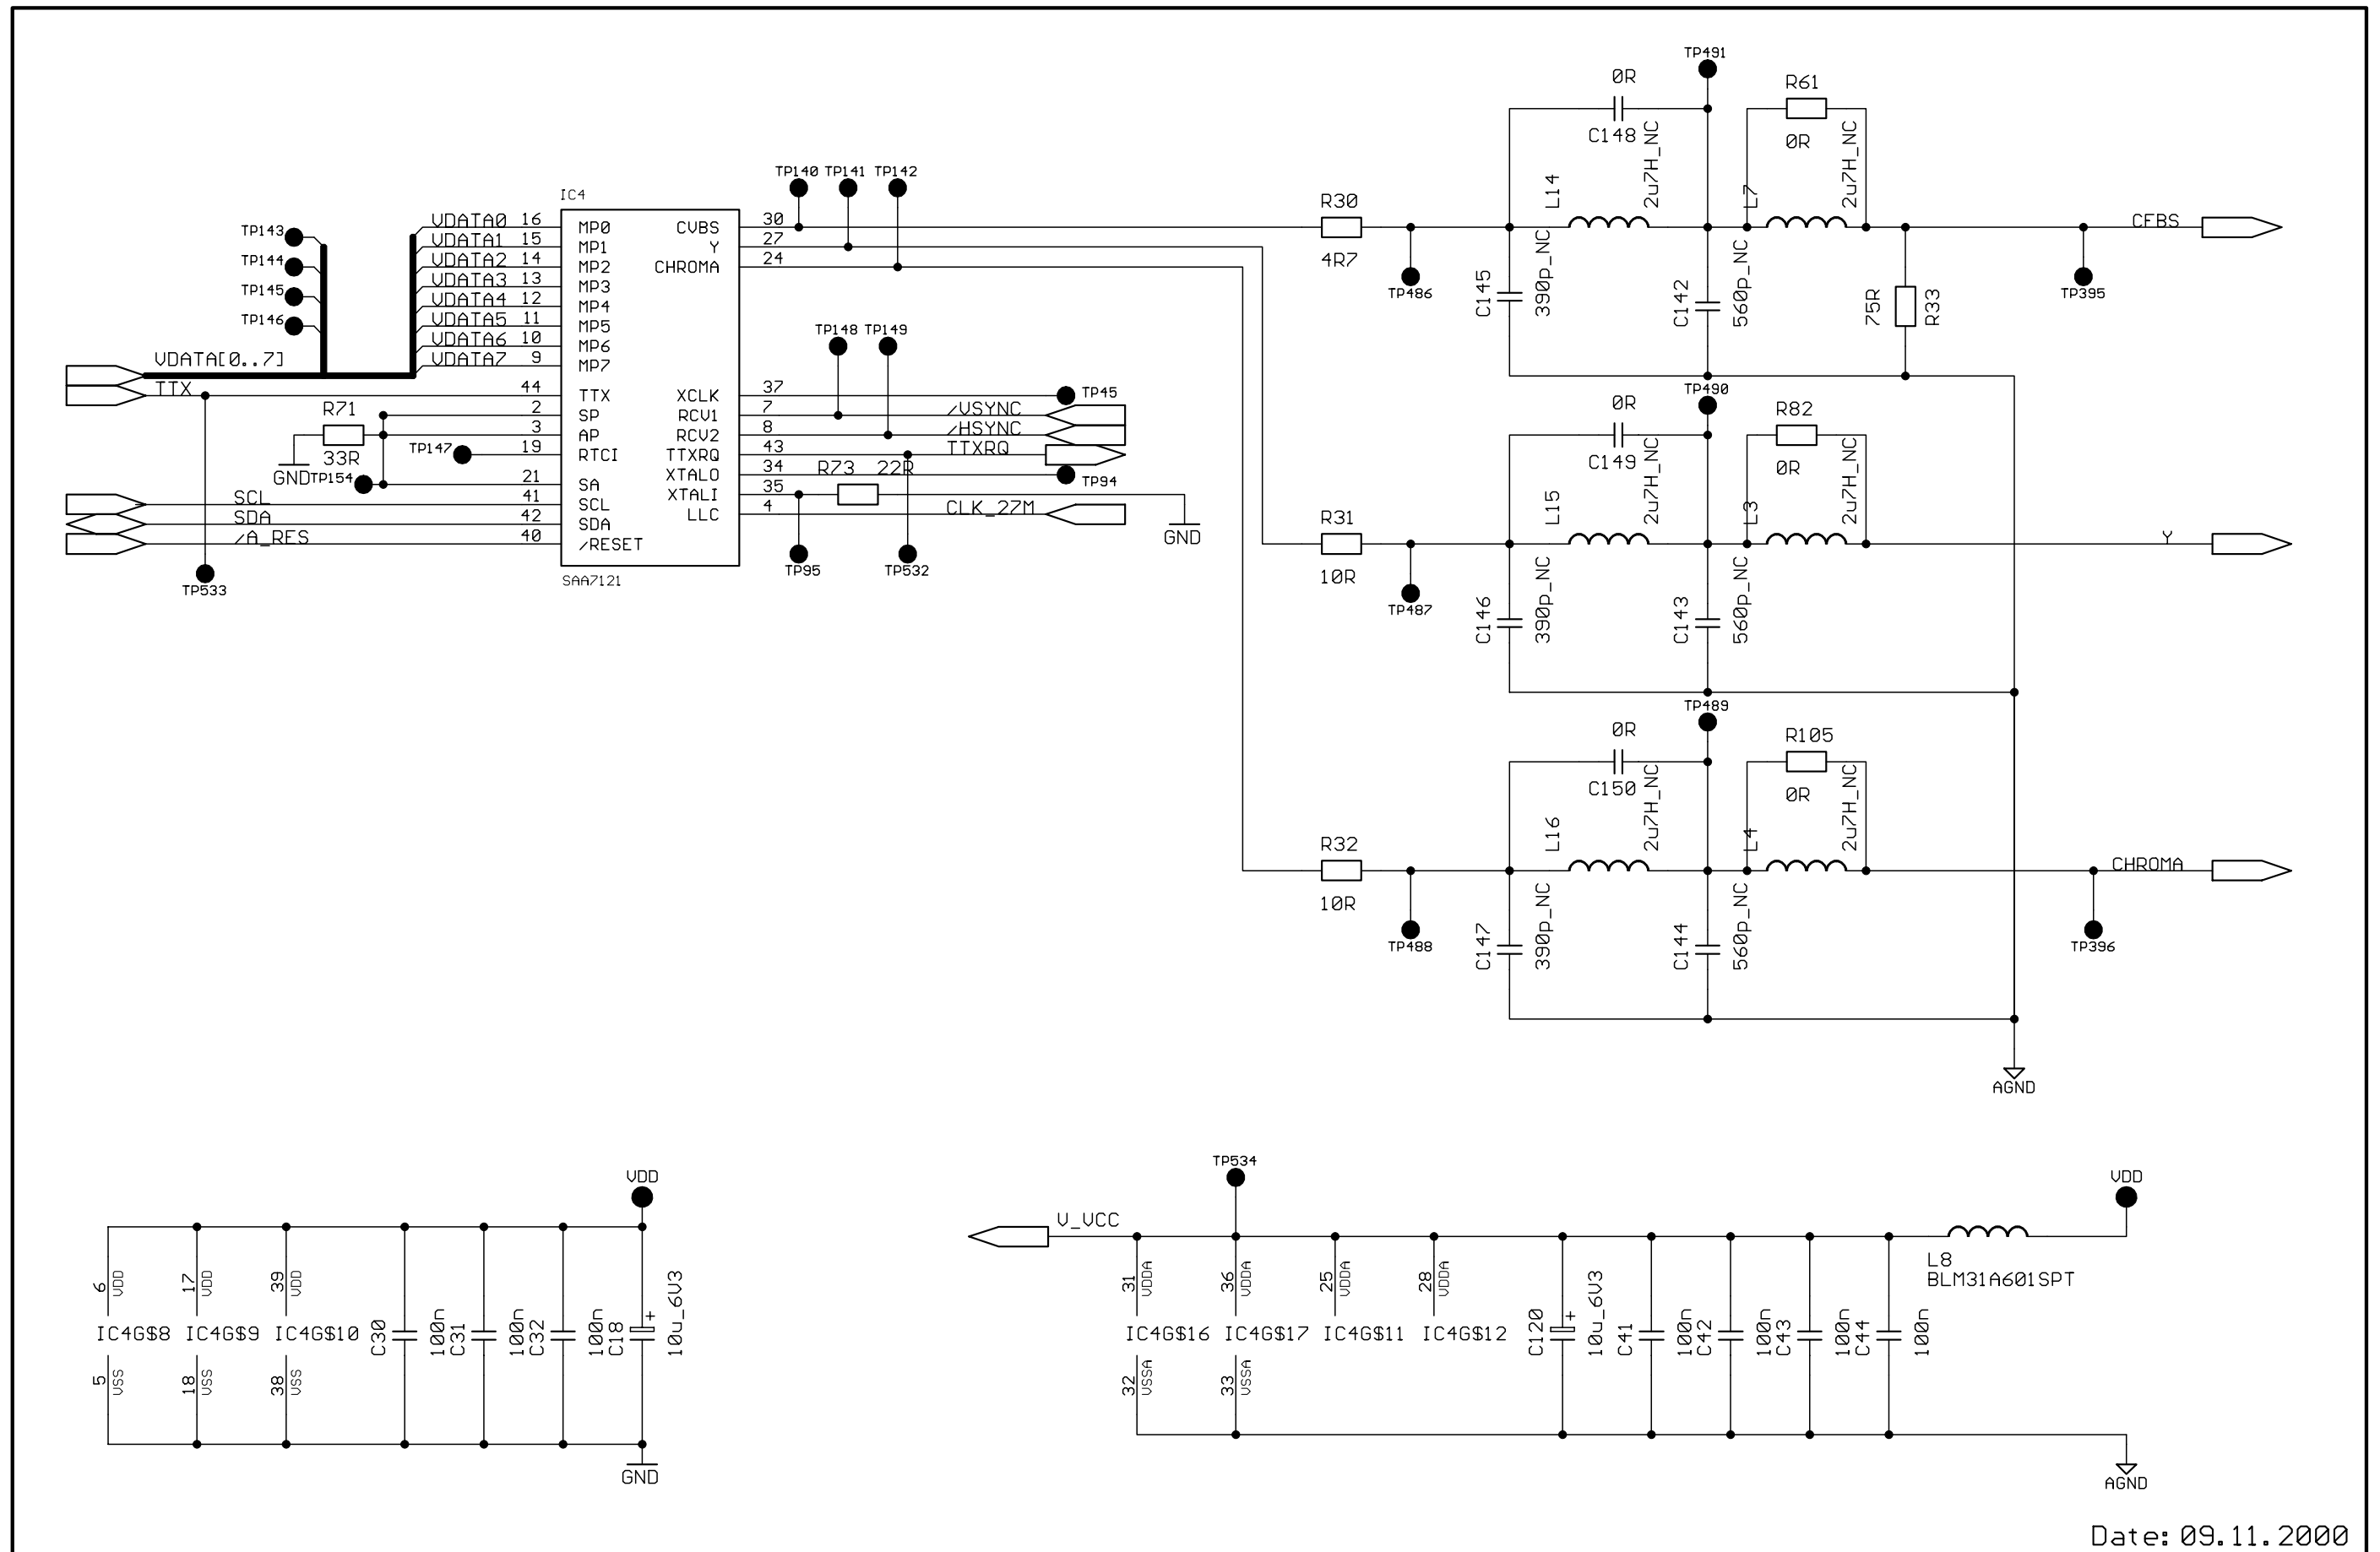 TP491
0R
R61
C148
0R
2u7H_NC
2u7H_NC
L14
L7
TP140 TP141 TP142
IC4
R30
4R7
TP486
C145
390p_NC
C142
560p_NC
75R
R33
CFBS
TP395
TP143
TP144
TP145
TP146
VDATA0 16 MP0 CVBS 30
VDATA1 15 MP1 Y 27
VDATA2 14 MP2 CHROMA 24
VDATA3 13 MP3
VDATA4 12 MP4
VDATA5 11 MP5
VDATA6 10 MP6
VDATA7 9 MP7
TP148 TP149
VDATA[0..7]
TTX 44 TTX XCLK 37 TP45
2 SP RCV1 7 /VSYNC
3 AP RCV2 8 /HSYNC
19 RTCI TTXRQ 43 TTXRQ
XTALO 34 TP94
21 SA XTALI 35
SCL 41 SCL LLC 4 CLK_27M
SDA 42 SDA
/A_RES 40 /RESET
R71
33R
GND
TP147
TP154
R73 22R
GND
TP533
SAA7121
TP95
TP532
TP490
0R
R82
C149
0R
2u7H_NC
2u7H_NC
L15
L3
R31
10R
TP487
C146
390p_NC
C143
560p_NC
Y
TP489
0R
R105
C150
0R
2u7H_NC
2u7H_NC
L16
L4
R32
10R
TP488
C147
390p_NC
C144
560p_NC
CHROMA
TP396
AGND
VDD
6 VDD
17 VDD
39 VDD
IC4G$8 IC4G$9 IC4G$10
C30
100n
C31
100n
C32
100n
C18
+
10u_6V3
5 VSS
18 VSS
38 VSS
GND
TP534
VDD
V_VCC
31 VDDA
36 VDDA
25 VDDA
28 VDDA
L8
BLM31A601SPT
IC4G$16 IC4G$17 IC4G$11 IC4G$12
C120
+
10u_6V3
C41
100n
C42
100n
C43
100n
C44
100n
32 VSSA
33 VSSA
AGND
Date: 09.11.2000